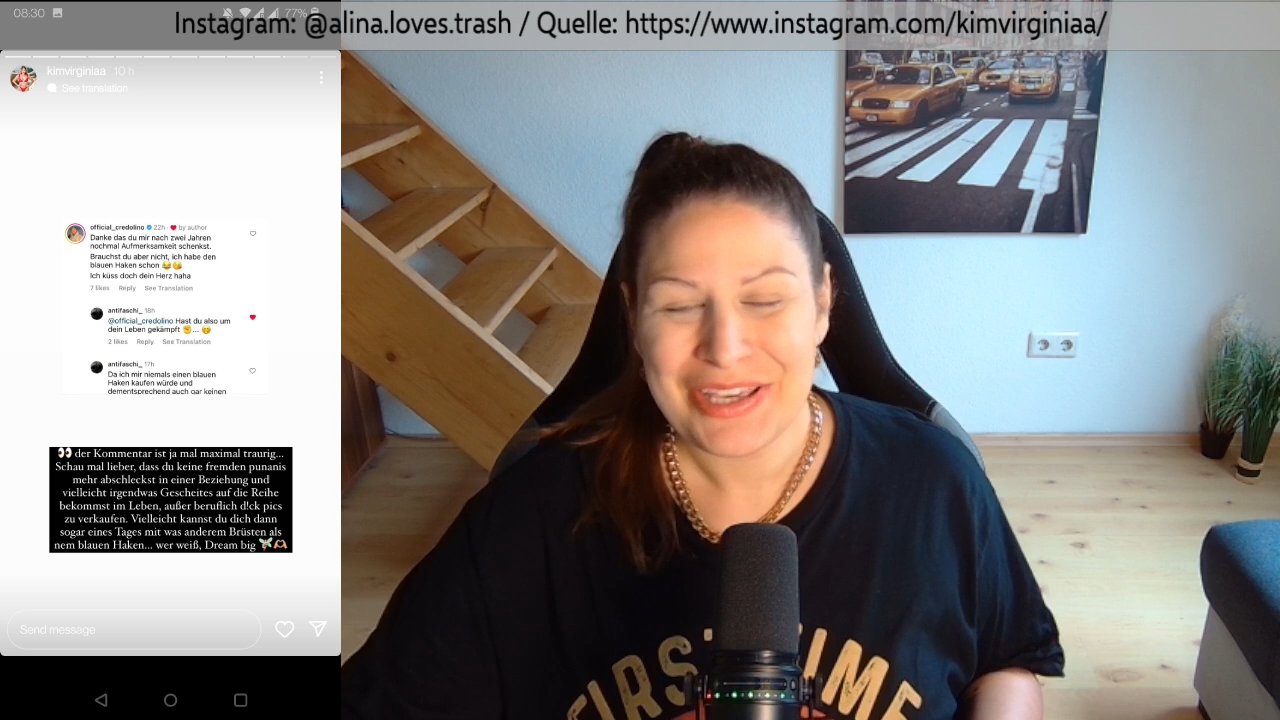 Instagram: @alina.loves.trash / Quelle: https://www.instagram.com/kimvirginiaa/
08:30
77%
kimvirginiaa 10 h
See translation
official_credolino 22h · by author
Danke das du mir nach zwei Jahren
nochmal Aufmerksamkeit schenkst.
Brauchst du aber nicht, ich habe den
blauen Haken schon 😂😘
Ich küss doch dein Herz haha
7 likes Reply See Translation
antifaschi_ 18h
@official_credolino Hast du also um
dein Leben gekämpft ✊... 🤭
2 likes Reply See Translation
antifaschi_ 17h
Da ich mir niemals einen blauen
Haken kaufen würde und
dementsprechend auch gar keinen
👀 der Kommentar ist ja mal maximal traurig...
Schau mal lieber, dass du keine fremden punanis
mehr abschleckst in einer Beziehung und
vielleicht irgendwas Gescheites auf die Reihe
bekommst im Leben, außer beruflich d!ck pics
zu verkaufen. Vielleicht kannst du dich dann
sogar eines Tages mit was anderem Brüsten als
nem blauen Haken... wer weiß, Dream big
Send message